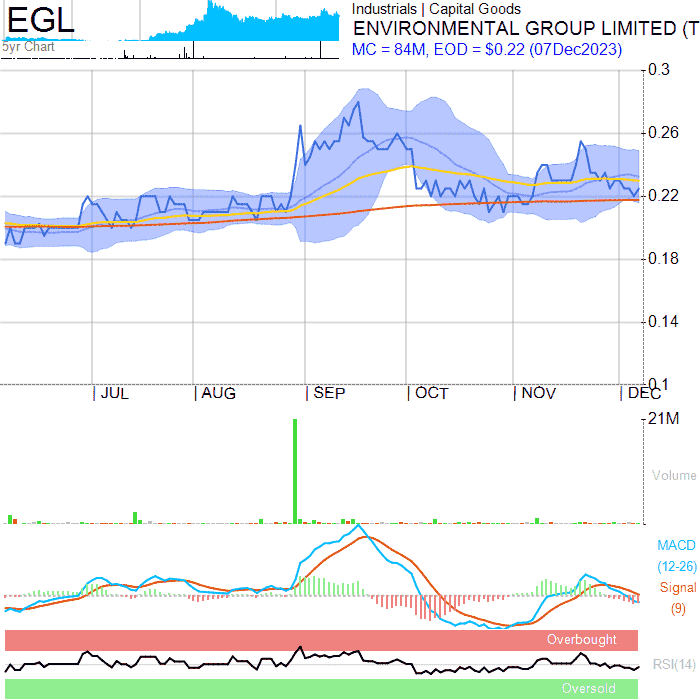 EGL
5yr Chart
Industrials | Capital Goods
ENVIRONMENTAL GROUP LIMITED (T
MC = 84M, EOD = $0.22 (07Dec2023)
0.3
0.26
0.22
0.18
0.14
0.1
JUL AUG SEP OCT NOV DEC
21M
Volume
MACD
(12-26)
Signal
(9)
Overbought
RSI(14)
Oversold